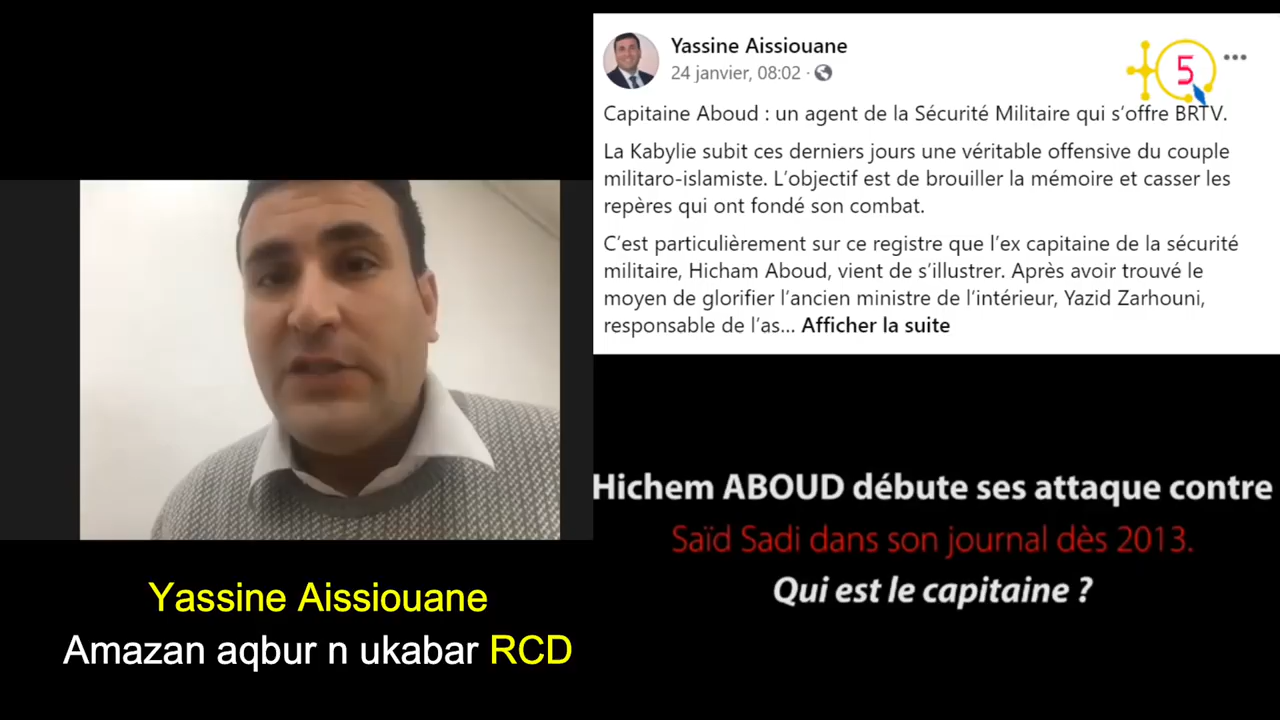 Yassine Aissiouane
24 janvier, 08:02 ·
5
Capitaine Aboud : un agent de la Sécurité Militaire qui s'offre BRTV.
La Kabylie subit ces derniers jours une véritable offensive du couple
militaro-islamiste. L'objectif est de brouiller la mémoire et casser les
repères qui ont fondé son combat.
C'est particulièrement sur ce registre que l'ex capitaine de la sécurité
militaire, Hicham Aboud, vient de s'illustrer. Après avoir trouvé le
moyen de glorifier l'ancien ministre de l'intérieur, Yazid Zarhouni,
responsable de l'as... Afficher la suite
Hichem ABOUD débute ses attaque contre
Saïd Sadi dans son journal dès 2013.
Qui est le capitaine ?
Yassine Aissiouane
Amazan aqbur n ukabar RCD